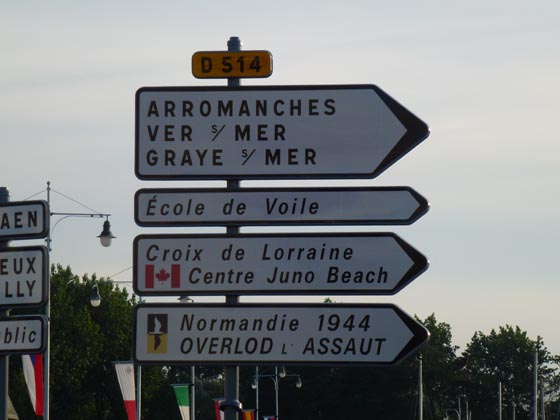 D 514
ARROMANCHES
VER S/ MER
GRAYE S/ MER
École de Voile
Croix de Lorraine
Centre Juno Beach
Normandie 1944
OVERLOD L' ASSAUT
AEN
EUX
LLY
blic